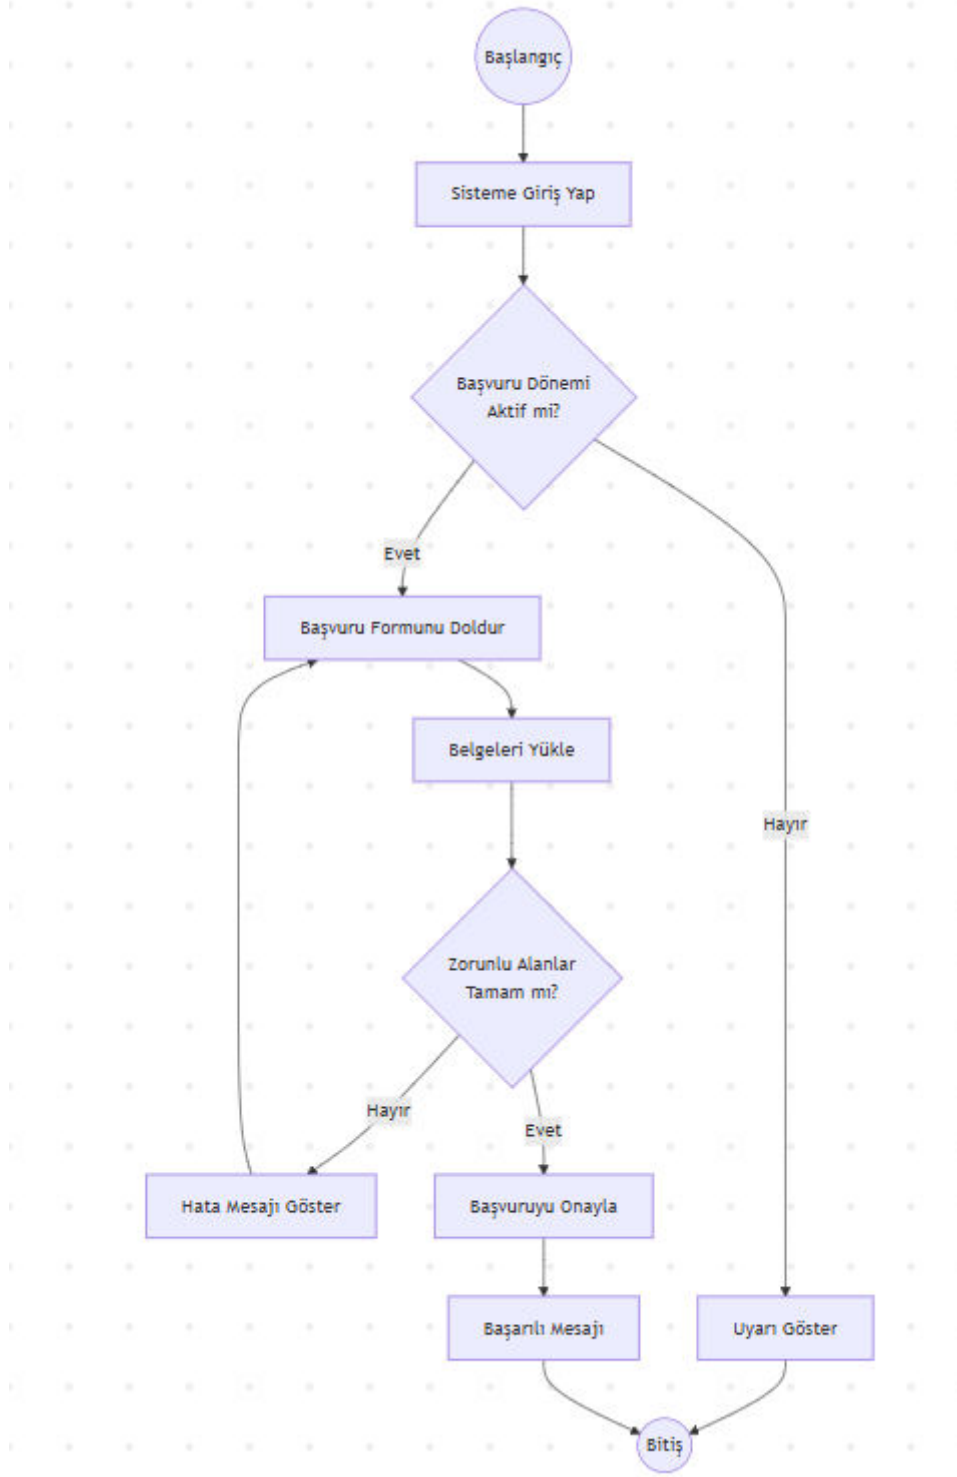 Başlangıç
Sisteme Giriş Yap
Başvuru Dönemi
Aktif mi?
Evet
Başvuru Formunu Doldur
Belgeleri Yükle
Hayır
Zorunlu Alanlar
Tamam mı?
Hayır
Evet
Hata Mesajı Göster
Başvuruyu Onayla
Başarılı Mesajı
Uyarı Göster
Bitiş